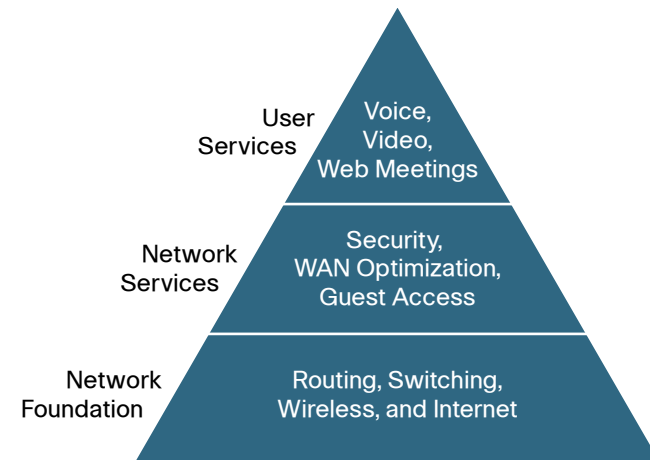 User
Services
Voice,
Video,
Web Meetings
Network
Services
Security,
WAN Optimization,
Guest Access
Network
Foundation
Routing, Switching,
Wireless, and Internet